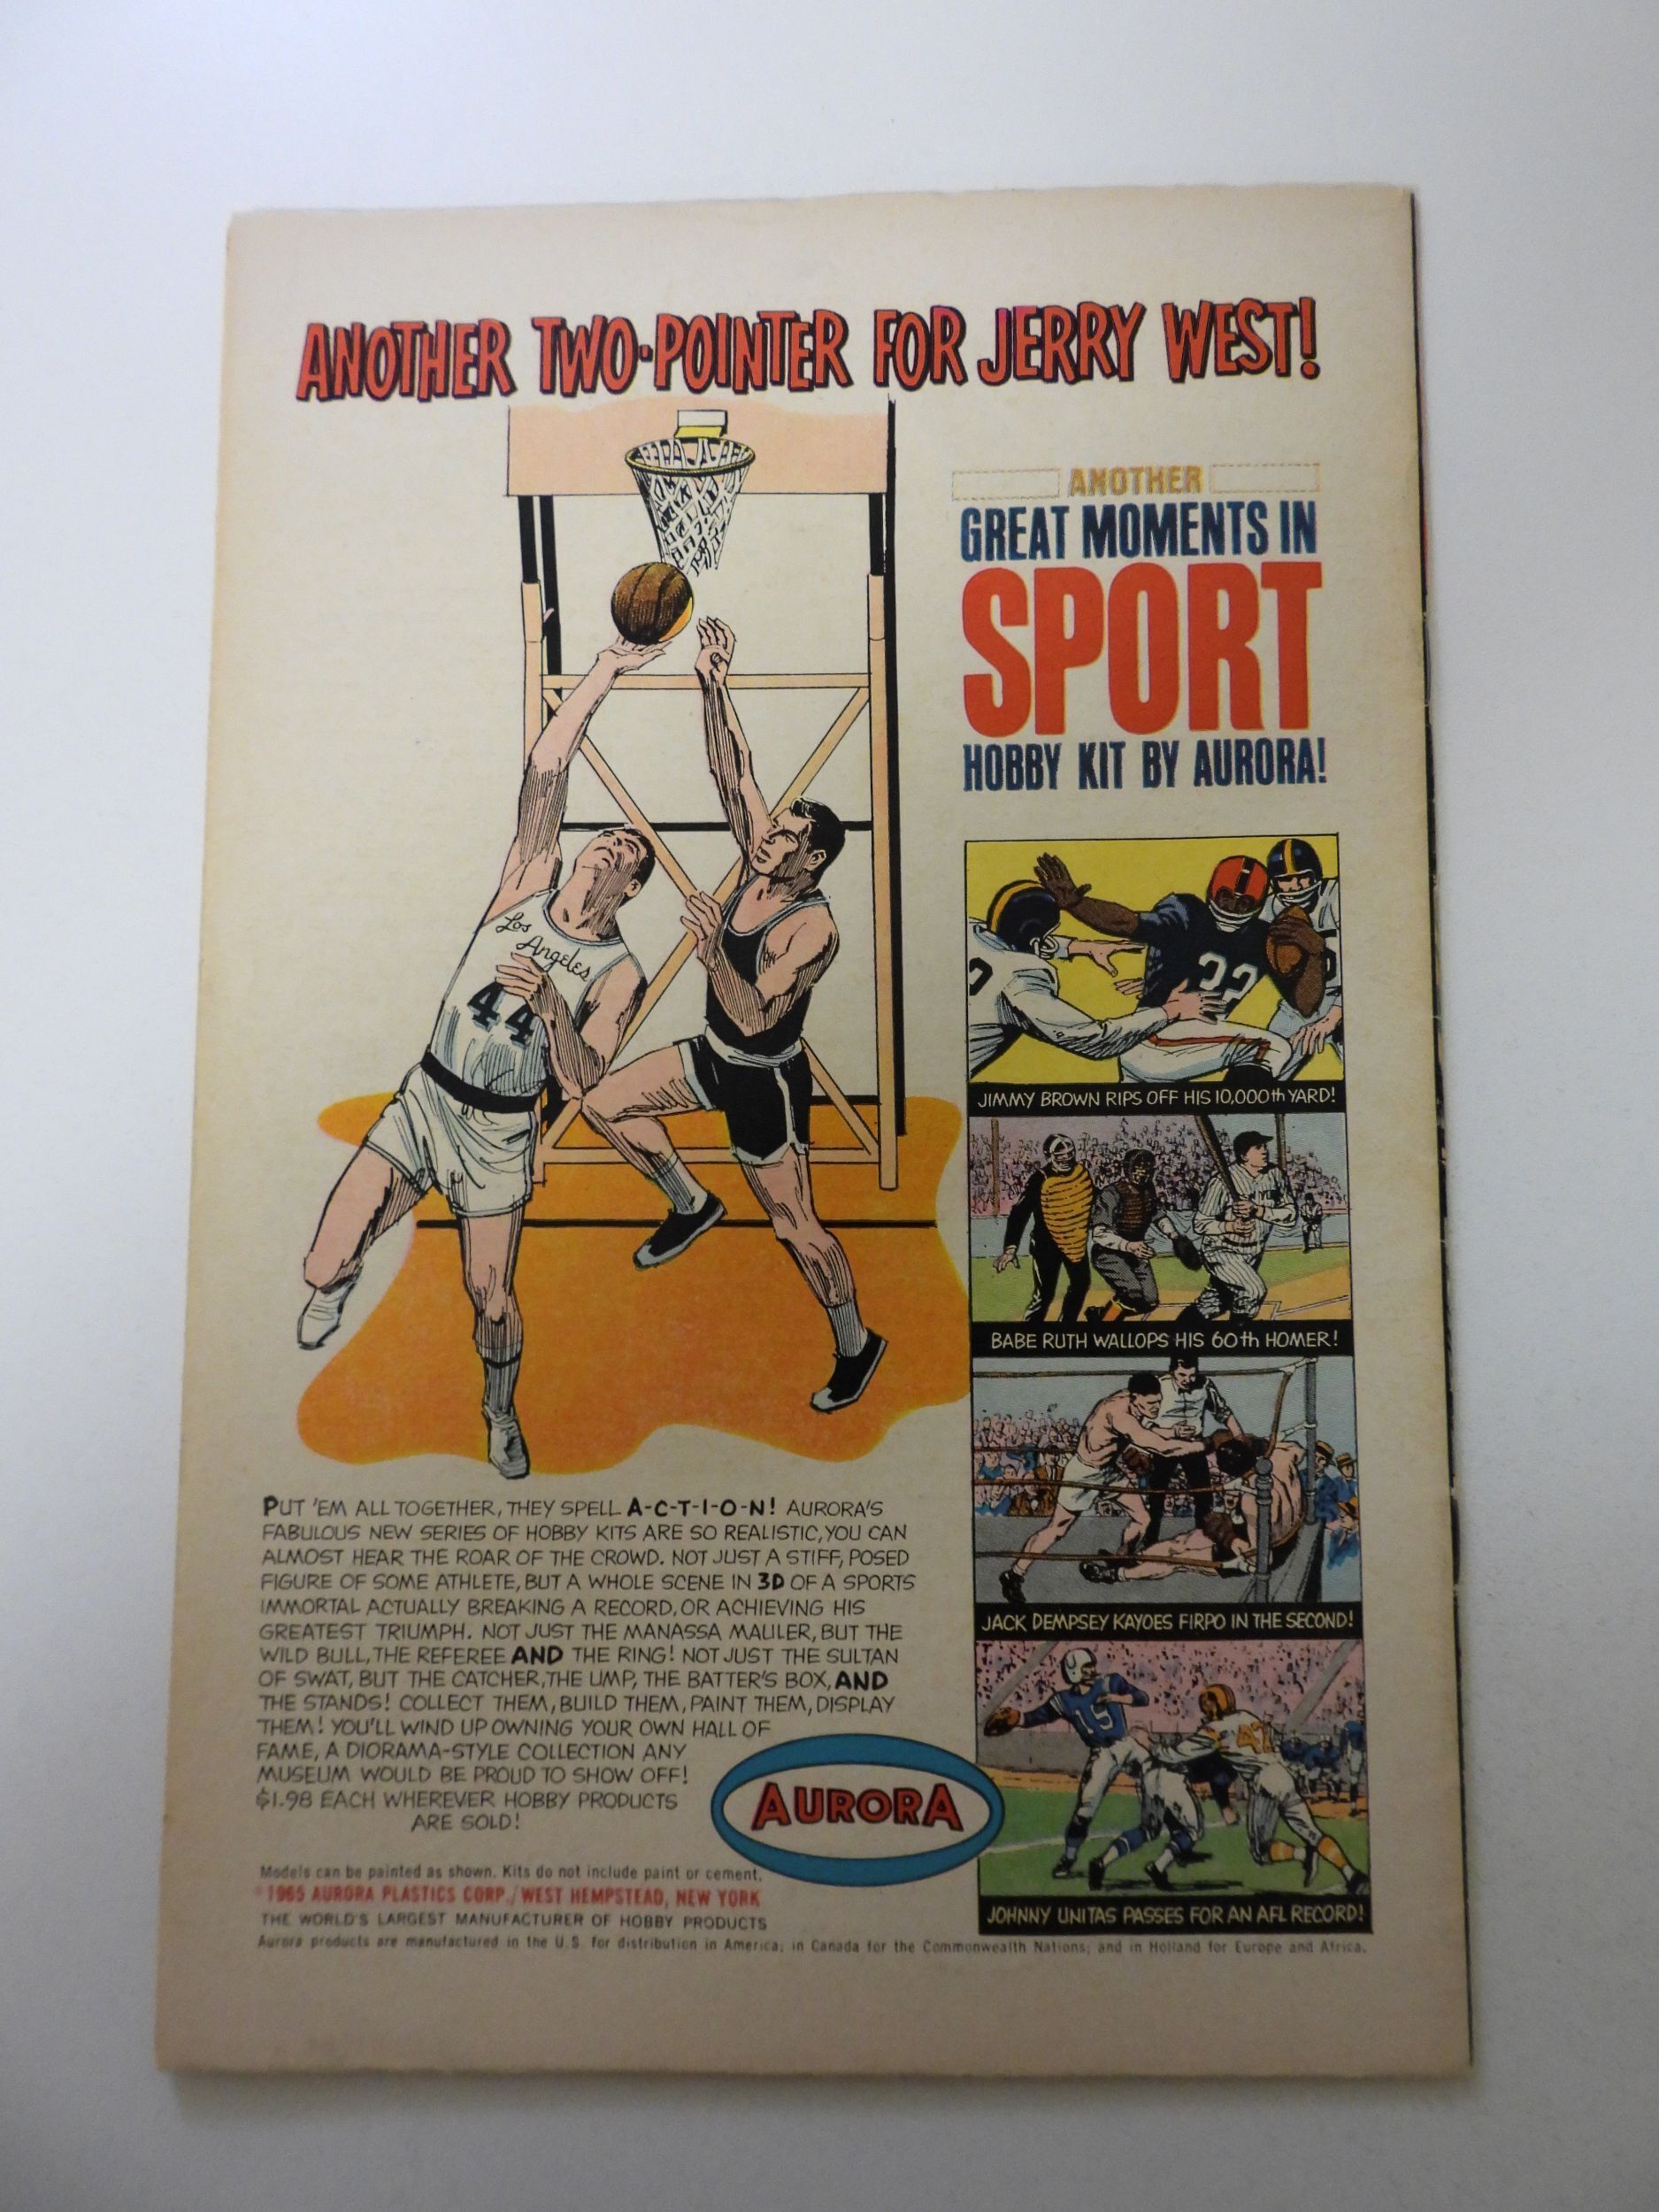 ANOTHER TWO-POINTER FOR JERRY WEST!
ANOTHER
GREAT MOMENTS IN
SPORT
HOBBY KIT BY AURORA!
Los
Angeles
44
32
JIMMY BROWN RIPS OFF HIS 10,000th YARD!
BABE RUTH WALLOPS HIS 60th HOMER!
JACK DEMPSEY KAYOES FIRPO IN THE SECOND!
15
JOHNNY UNITAS PASSES FOR AN AFL RECORD!
PUT 'EM ALL TOGETHER, THEY SPELL A-C-T-I-O-N! AURORA'S
FABULOUS NEW SERIES OF HOBBY KITS ARE SO REALISTIC, YOU CAN
ALMOST HEAR THE ROAR OF THE CROWD. NOT JUST A STIFF, POSED
FIGURE OF SOME ATHLETE, BUT A WHOLE SCENE IN 3D OF A SPORTS
IMMORTAL ACTUALLY BREAKING A RECORD, OR ACHIEVING HIS
GREATEST TRIUMPH. NOT JUST THE MANASSA MAULER, BUT THE
WILD BULL, THE REFEREE AND THE RING! NOT JUST THE SULTAN
OF SWAT, BUT THE CATCHER, THE UMP, THE BATTER'S BOX, AND
THE STANDS! COLLECT THEM, BUILD THEM, PAINT THEM, DISPLAY
THEM! YOU'LL WIND UP OWNING YOUR OWN HALL OF
FAME, A DIORAMA-STYLE COLLECTION ANY
MUSEUM WOULD BE PROUD TO SHOW OFF!
$1.98 EACH WHEREVER HOBBY PRODUCTS
ARE SOLD!
AURORA
Models can be painted as shown. Kits do not include paint or cement.
©1965 AURORA PLASTICS CORP./WEST HEMPSTEAD, NEW YORK
THE WORLD'S LARGEST MANUFACTURER OF HOBBY PRODUCTS
Aurora products are manufactured in the U.S. for distribution in America; in Canada for the Commonwealth Nations; and in Holland for Europe and Africa.